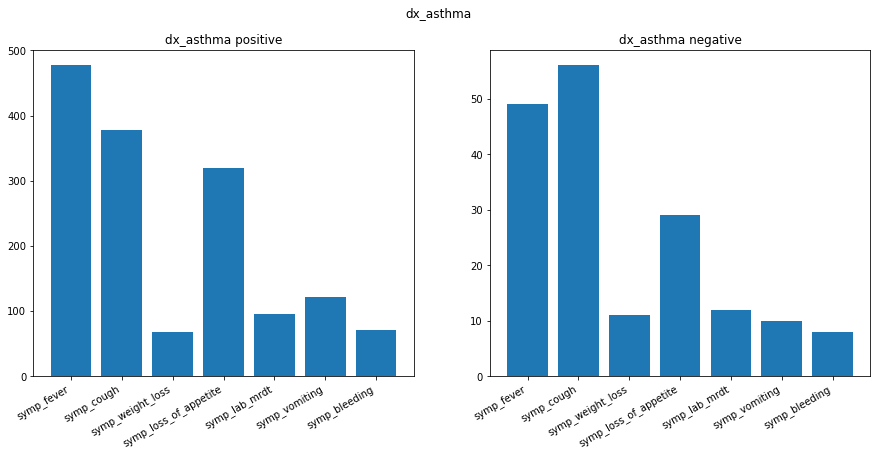 dx_asthma
dx_asthma positive
500
400
300
200
100
0
symp_fever
symp_cough
symp_weight_loss
symp_loss_of_appetite
symp_lab_mrdt
symp_vomiting
symp_bleeding
dx_asthma negative
50
40
30
20
10
0
symp_fever
symp_cough
symp_weight_loss
symp_loss_of_appetite
symp_lab_mrdt
symp_vomiting
symp_bleeding